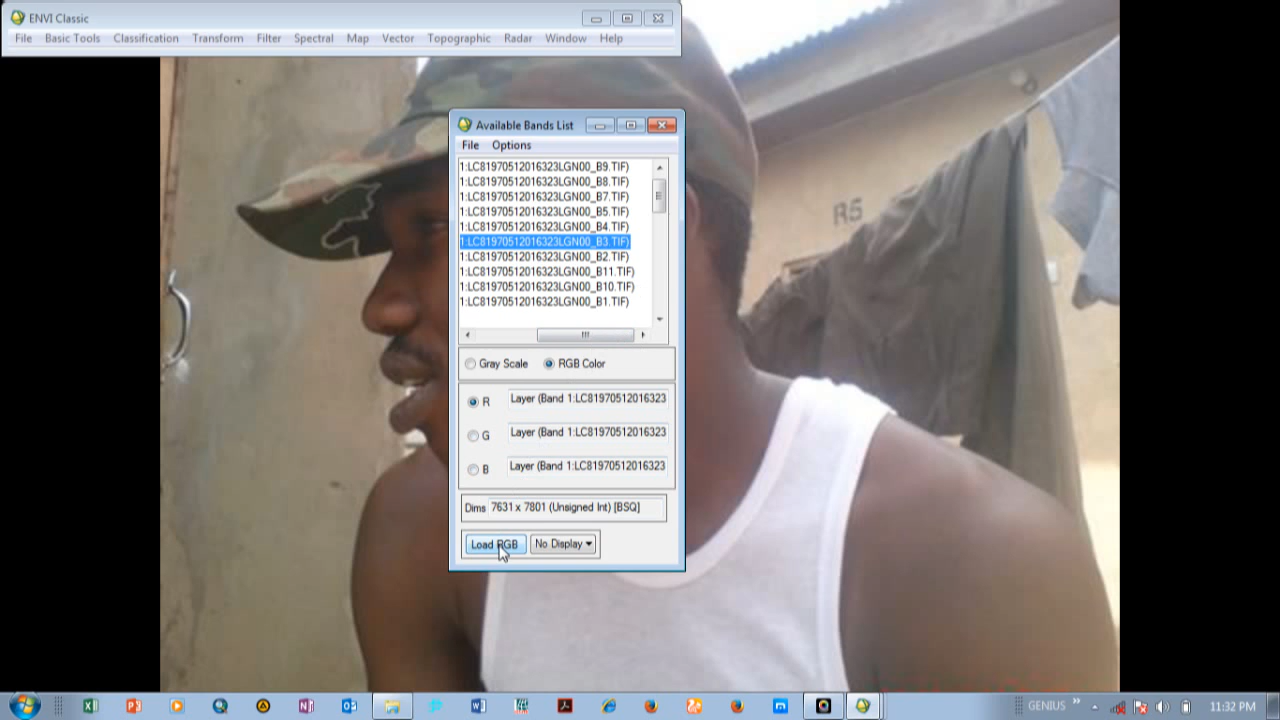 ENVI Classic
File Basic Tools Classification Transform Filter Spectral Map Vector Topographic Radar Window Help
Available Bands List
File Options
1:LC81970512016323LGN00_B9.TIF)
1:LC81970512016323LGN00_B8.TIF)
1:LC81970512016323LGN00_B7.TIF)
1:LC81970512016323LGN00_B5.TIF)
1:LC81970512016323LGN00_B4.TIF)
1:LC81970512016323LGN00_B3.TIF)
1:LC81970512016323LGN00_B2.TIF)
1:LC81970512016323LGN00_B11.TIF)
1:LC81970512016323LGN00_B10.TIF)
1:LC81970512016323LGN00_B1.TIF)
R5
Gray Scale RGB Color
R Layer (Band 1:LC81970512016323
G Layer (Band 1:LC81970512016323
B Layer (Band 1:LC81970512016323
Dims 7631 x 7801 (Unsigned Int) [BSQ]
Load RGB No Display
GENIUS 11:32 PM